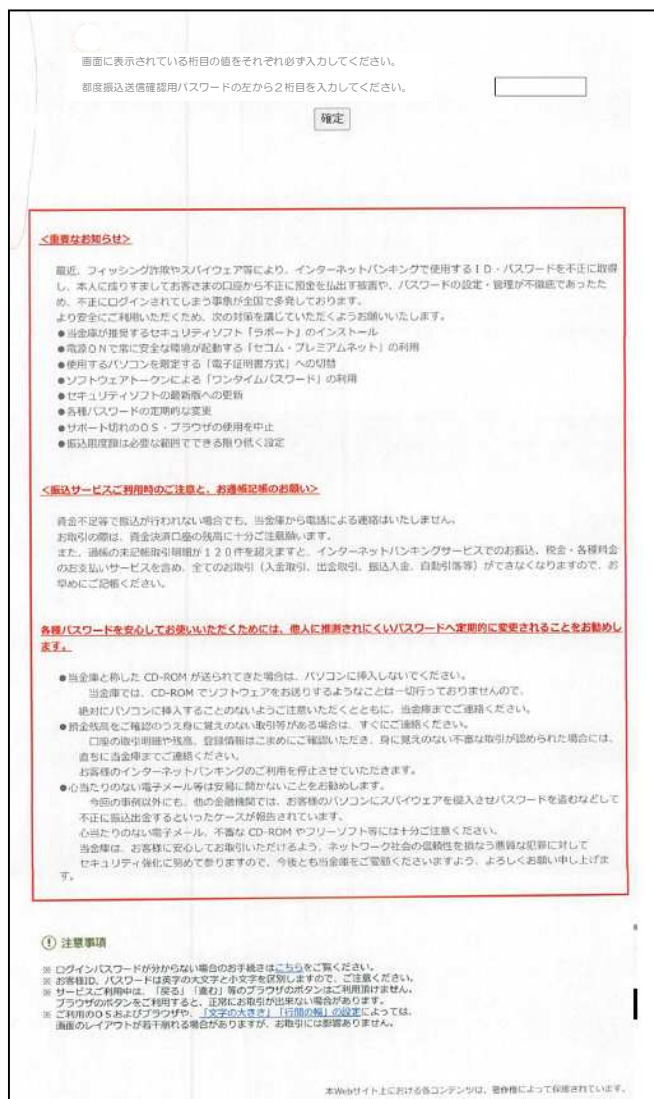 画面に表示されている桁目の値をそれぞれ必ず入力してください。
都度振込送信確認用パスワードの左から2桁目を入力してください。
確定
<重要なお知らせ>
最近、フィッシング詐欺やスパイウェア等により、インターネットバンキングで使用するID・パスワードを不正に取得
し、本人に成りすましてお客さまの口座から不正に預金を払出す被害や、パスワードの設定・管理が不徹底であったた
め、不正にログインされてしまう事象が全国で多発しております。
より安全にご利用いただくため、次の対策を講じていただくようお願いいたします。
●当金庫が推奨するセキュリティソフト「ラポート」のインストール
●電源ONで常に安全な環境が起動する「セコム・プレミアムネット」の利用
●使用するパソコンを限定する「電子証明書方式」への切替
●ソフトウェアトークンによる「ワンタイムパスワード」の利用
●セキュリティソフトの最新版への更新
●各種パスワードの定期的な変更
●サポート切れのOS・ブラウザの使用を中止
●振込限度額は必要な範囲でできる限り低く設定
<振込サービスご利用時のご注意と、お通帳記帳のお願い>
資金不足等で振込が行われない場合でも、当金庫から電話による連絡はいたしません。
お取引の際は、資金決済口座の残高に十分ご注意願います。
また、通帳の未記帳取引明細が120件を超えますと、インターネットバンキングサービスでのお振込、税金・各種料金
のお支払いサービスを含め、全てのお取引（入金取引、出金取引、振込入金、自動引落等）ができなくなりますので、お
早めにご記帳ください。
各種パスワードを安心してお使いいただくためには、他人に推測されにくいパスワードへ定期的に変更されることをお勧めし
ます。
●当金庫と称した CD-ROM が送られてきた場合は、パソコンに挿入しないでください。
当金庫では、CD-ROM でソフトウェアをお送りするようなことは一切行っておりませんので、
絶対にパソコンに挿入することのないようご注意いただくとともに、当金庫までご連絡ください。
●預金残高をご確認のうえ身に覚えのない取引等がある場合は、すぐにご連絡ください。
口座の取引明細や残高、登録情報はこまめにご確認いただき、身に覚えのない不審な取引が認められた場合には、
直ちに当金庫までご連絡ください。
お客様のインターネットバンキングのご利用を停止させていただきます。
●心当たりのない電子メール等は安易に開かないことをお勧めします。
今回の事例以外にも、他の金融機関では、お客様のパソコンにスパイウェアを侵入させパスワードを盗むなどして
不正に振込出金するといったケースが報告されています。
心当たりのない電子メール、不審な CD-ROM やフリーソフト等には十分ご注意ください。
当金庫は、お客様に安心してお取引いただけるよう、ネットワーク社会の信頼性を損なう悪質な犯罪に対して
セキュリティ強化に努めて参りますので、今後とも当金庫をご愛顧くださいますよう、よろしくお願い申し上げま
す。
注意事項
※ ログインパスワードが分からない場合のお手続きはこちらをご覧ください。
※ お客様ID、パスワードは英字の大文字と小文字を区別しますので、ご注意ください。
※ サービスご利用中は、「戻る」「進む」等のブラウザのボタンはご利用頂けません。
ブラウザのボタンをご利用すると、正常にお取引が出来ない場合があります。
※ ご利用のOSおよびブラウザや、「文字の大きさ」「行間の幅」の設定によっては、
画面のレイアウトが若干崩れる場合がありますが、お取引には影響ありません。
本Webサイト上における各コンテンツは、著作権によって保護されています。